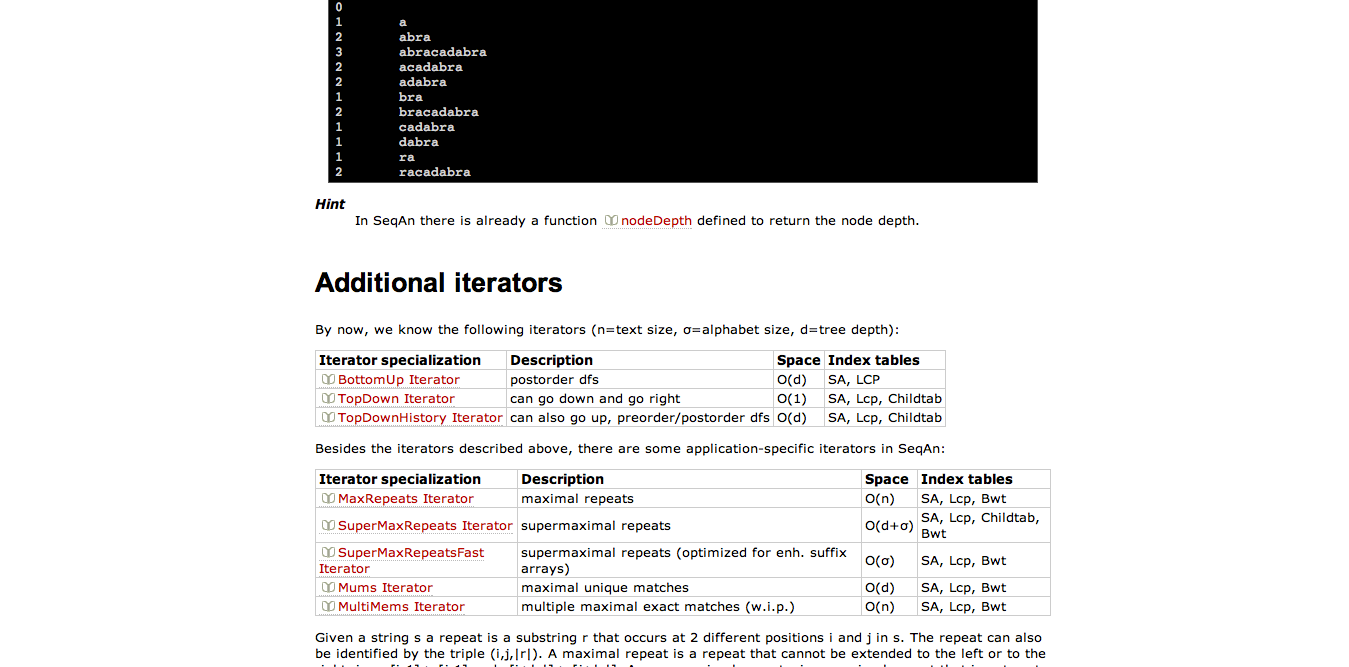 0
1 a
2 abra
3 abracadabra
2 acadabra
2 adabra
1 bra
2 bracadabra
1 cadabra
1 dabra
1 ra
2 racadabra
Hint
In SeqAn there is already a function nodeDepth defined to return the node depth.
Additional iterators
By now, we know the following iterators (n=text size, σ=alphabet size, d=tree depth):
Iterator specialization Description Space Index tables
BottomUp Iterator postorder dfs O(d) SA, LCP
TopDown Iterator can go down and go right O(1) SA, Lcp, Childtab
TopDownHistory Iterator can also go up, preorder/postorder dfs O(d) SA, Lcp, Childtab
Besides the iterators described above, there are some application-specific iterators in SeqAn:
Iterator specialization Description Space Index tables
MaxRepeats Iterator maximal repeats O(n) SA, Lcp, Bwt
SuperMaxRepeats Iterator supermaximal repeats O(d+σ) SA, Lcp, Childtab,
Bwt
SuperMaxRepeatsFast supermaximal repeats (optimized for enh. suffix
Iterator arrays) O(σ) SA, Lcp, Bwt
Mums Iterator maximal unique matches O(d) SA, Lcp, Bwt
MultiMems Iterator multiple maximal exact matches (w.i.p.) O(n) SA, Lcp, Bwt
Given a string s a repeat is a substring r that occurs at 2 different positions i and j in s. The repeat can also
be identified by the triple (i,j,|r|). A maximal repeat is a repeat that cannot be extended to the left or to the